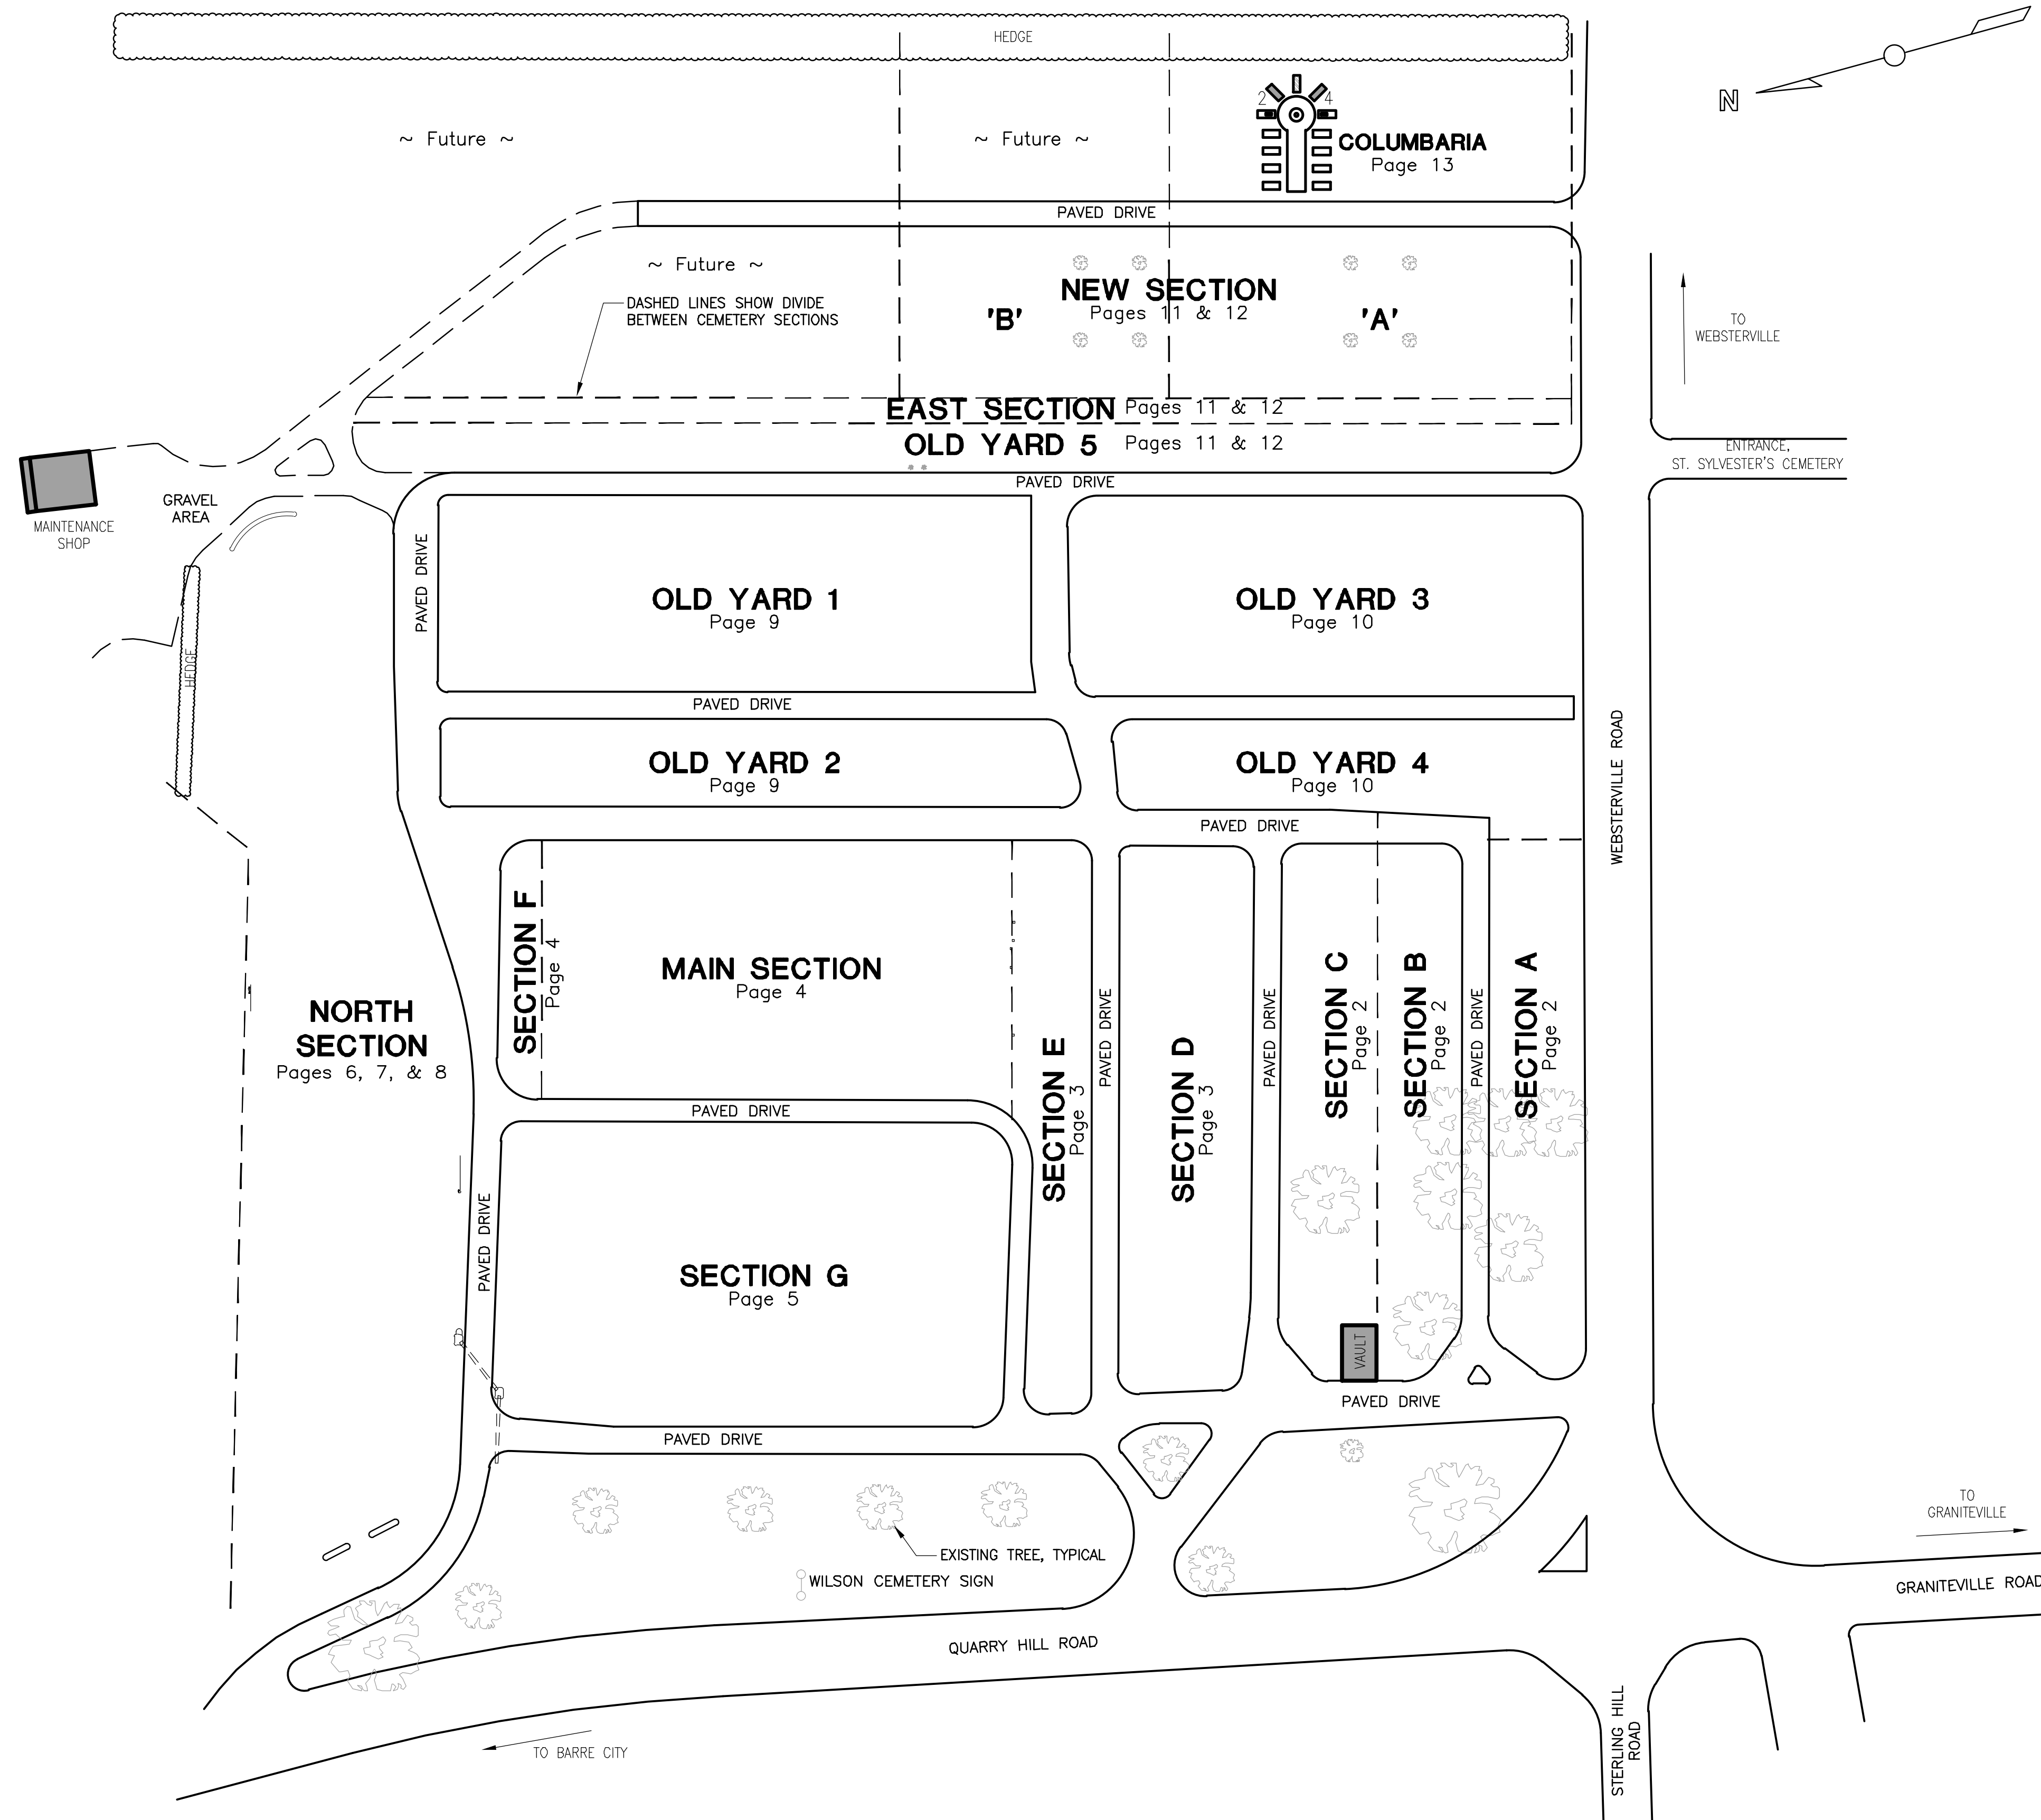 HEDGE
N
2 4
~ Future ~
~ Future ~
COLUMBARIA
Page 13
PAVED DRIVE
~ Future ~
DASHED LINES SHOW DIVIDE
BETWEEN CEMETERY SECTIONS
NEW SECTION
Pages 11 & 12
'B'
'A'
TO
WEBSTERVILLE
EAST SECTION Pages 11 & 12
OLD YARD 5 Pages 11 & 12
ENTRANCE,
ST. SYLVESTER'S CEMETERY
PAVED DRIVE
GRAVEL
AREA
MAINTENANCE
SHOP
PAVED DRIVE
OLD YARD 1
Page 9
OLD YARD 3
Page 10
HEDGE
PAVED DRIVE
WEBSTERVILLE ROAD
OLD YARD 2
Page 9
OLD YARD 4
Page 10
PAVED DRIVE
SECTION F
Page 4
MAIN SECTION
Page 4
NORTH
SECTION
Pages 6, 7, & 8
SECTION E
Page 3
PAVED DRIVE
SECTION D
Page 3
PAVED DRIVE
SECTION C
Page 2
SECTION B
Page 2
PAVED DRIVE
SECTION A
Page 2
PAVED DRIVE
PAVED DRIVE
SECTION G
Page 5
VAULT
PAVED DRIVE
PAVED DRIVE
TO
GRANITEVILLE
EXISTING TREE, TYPICAL
WILSON CEMETERY SIGN
GRANITEVILLE ROAD
QUARRY HILL ROAD
STERLING HILL
ROAD
TO BARRE CITY